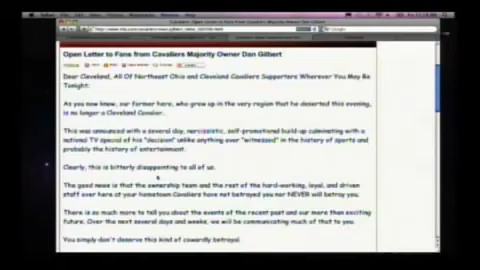 Open Letter to Fans from Cavaliers Majority Owner Dan Gilbert
Dear Cleveland, All Of Northeast Ohio and Cleveland Cavaliers Supporters Wherever You May Be
Tonight:
As you now know, our former hero, who grew up in the very region that he deserted this evening,
is no longer a Cleveland Cavalier.
This was announced with a several day, narcissistic, self-promotional build-up culminating with a
national TV special of his "decision" unlike anything ever "witnessed" in the history of sports and
probably the history of entertainment.
Clearly, this is bitterly disappointing to all of us.
The good news is that the ownership team and the rest of the hard-working, loyal, and driven
staff over here at your hometown Cavaliers have not betrayed you nor NEVER will betray you.
There is so much more to tell you about the events of the recent past and our more than exciting
future. Over the next several days and weeks, we will be communicating much of that to you.
You simply don't deserve this kind of cowardly betrayal.